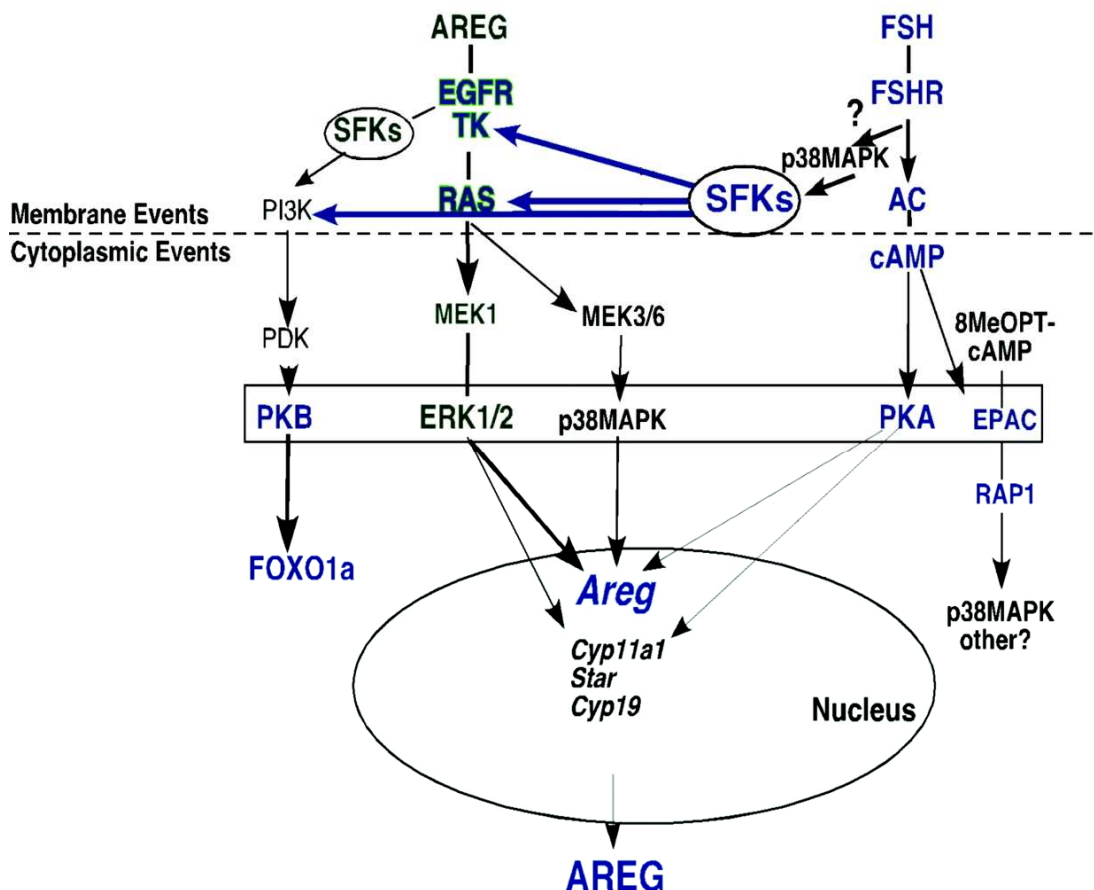 AREG
FSH
EGFR
TK
FSHR
?
SFKs
p38MAPK
SFKs
PI3K
RAS
AC
Membrane Events
Cytoplasmic Events
cAMP
MEK1
MEK3/6
8MeOPT-
cAMP
PDK
PKB
ERK1/2
p38MAPK
PKA
EPAC
RAP1
FOXO1a
Areg
p38MAPK
other?
Cyp11a1
Star
Cyp19
Nucleus
AREG